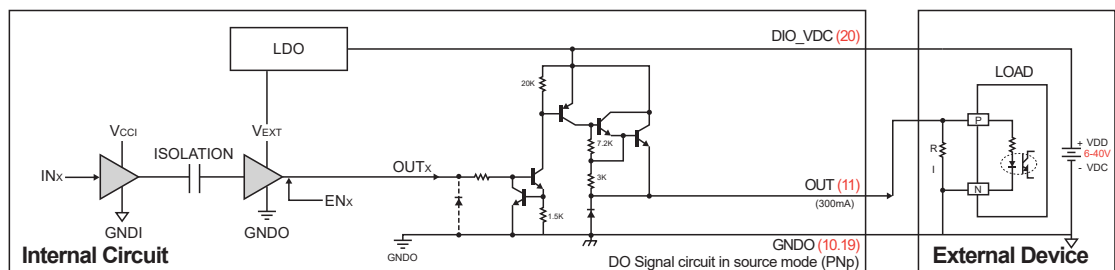 DIO_VDC (20)
LDO
LOAD
20K
VCCI
VEXT
ISOLATION
7.2K
P
+ VDD
6-40V
- VDC
R
I
INX
OUTX
3K
OUT (11)
(300mA)
N
ENX
1.5K
GNDI
GNDO
GNDO
GNDO (10.19)
Internal Circuit
DO Signal circuit in source mode (PNp)
External Device